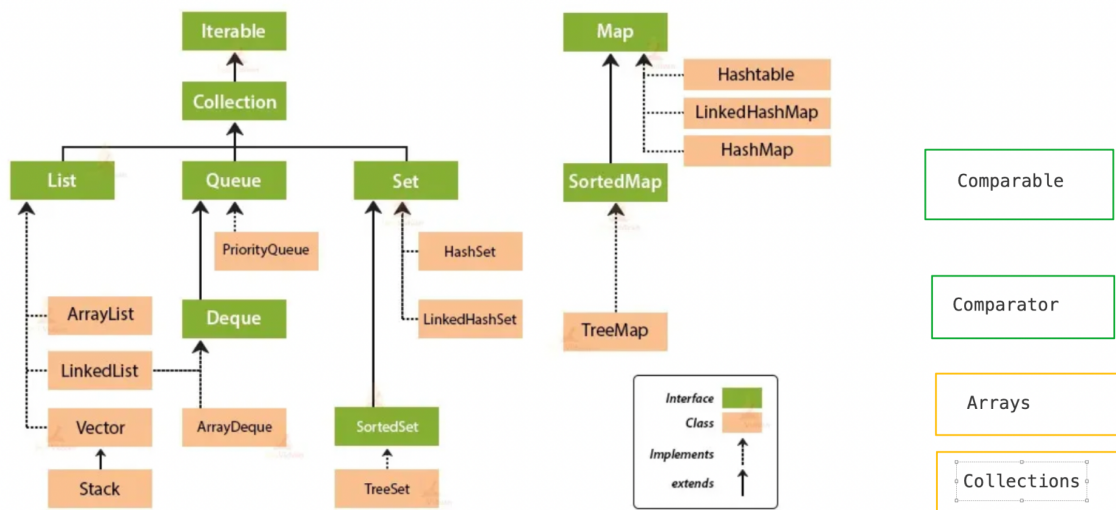 Iterable
Collection
List
Queue
Set
PriorityQueue
HashSet
ArrayList
Deque
LinkedHashSet
LinkedList
Vector
ArrayDeque
SortedSet
Stack
TreeSet
Map
Hashtable
LinkedHashMap
HashMap
SortedMap
TreeMap
Interface
Class
Implements
extends
Comparable
Comparator
Arrays
Collections